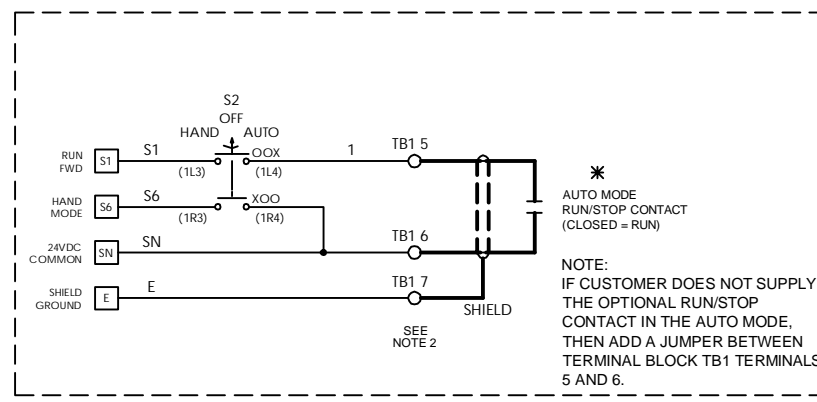 S2
OFF
HAND AUTO
RUN FWD
S1
S1
OOX
(1L3)
(1L4)
1
TB1 5
HAND MODE
S6
S6
XOO
(1R3)
(1R4)
24VDC COMMON
SN
SN
TB1 6
SHIELD GROUND
E
E
TB1 7
SHIELD
SEE
NOTE 2
AUTO MODE
RUN/STOP CONTACT
(CLOSED = RUN)
NOTE:
IF CUSTOMER DOES NOT SUPPLY
THE OPTIONAL RUN/STOP
CONTACT IN THE AUTO MODE,
THEN ADD A JUMPER BETWEEN
TERMINAL BLOCK TB1 TERMINALS
5 AND 6.